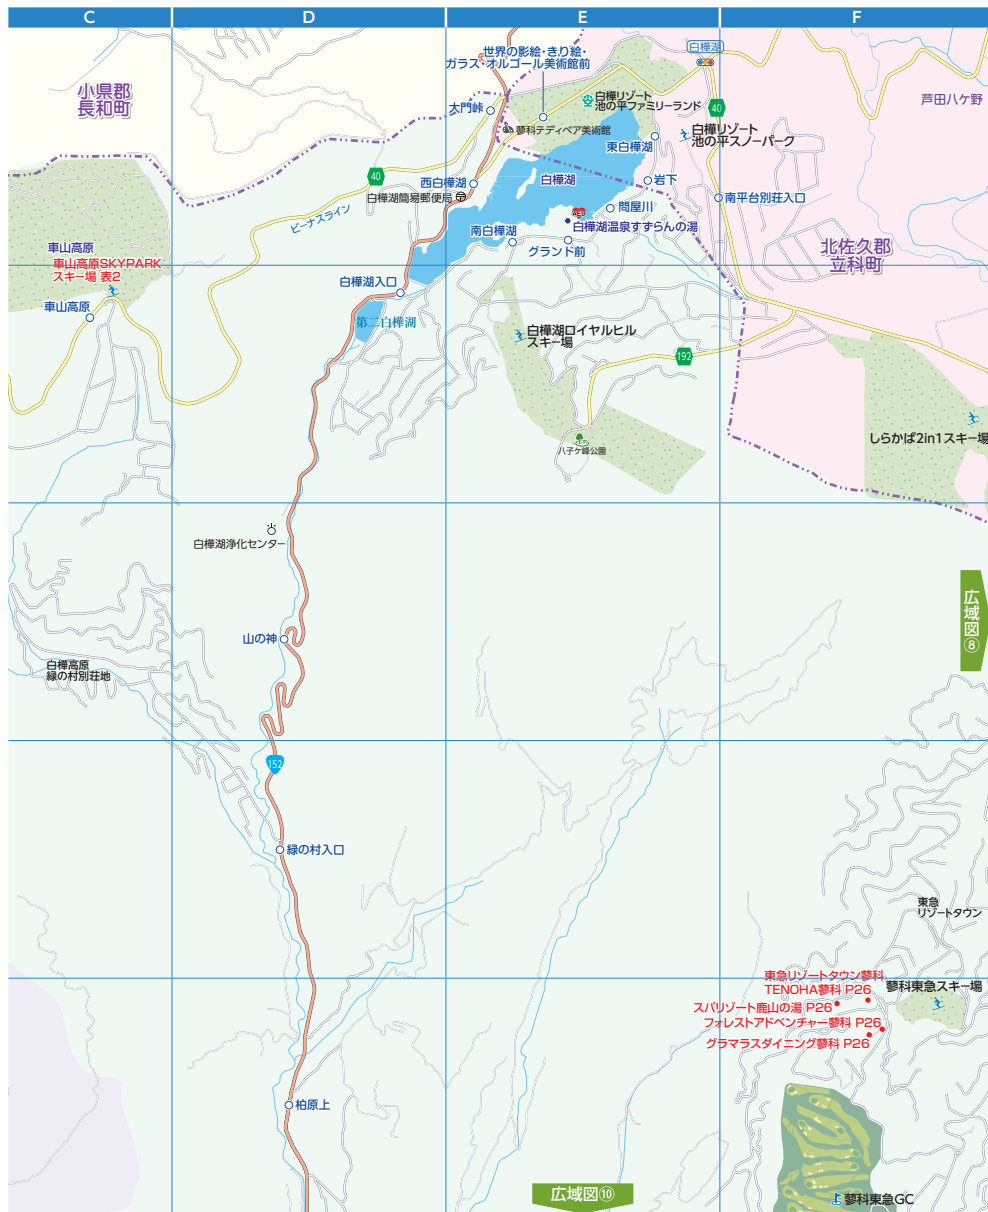 C
D
E
F
小県郡
長和町
世界の影絵・きり絵・
ガラス・オルゴール美術館前
白樺湖
芦田八ケ野
大門峠
白樺リゾート
池の平ファミリーランド
40
蓼科テディベア美術館
白樺リゾート
池の平スノーパーク
東白樺湖
40
西白樺湖
白樺湖
岩下
白樺湖簡易郵便局
南平台別荘入口
ビーナスライン
問屋川
AED
白樺湖温泉すずらんの湯
南白樺湖
グランド前
北佐久郡
立科町
車山高原
車山高原SKYPARK
スキー場 表2
白樺湖入口
車山高原
第二白樺湖
白樺湖ロイヤルヒル
スキー場
192
しらかば2in1スキー場
八子ケ峰公園
白樺湖浄化センター
広域図⑧
山の神
白樺高原
緑の村別荘地
152
緑の村入口
東急
リゾートタウン
東急リゾートタウン蓼科
TENOHA蓼科 P26
蓼科東急スキー場
スパリゾート鹿山の湯 P26
フォレストアドベンチャー蓼科 P26
グラマラスダイニング蓼科 P26
柏原上
広域図⑩
蓼科東急GC